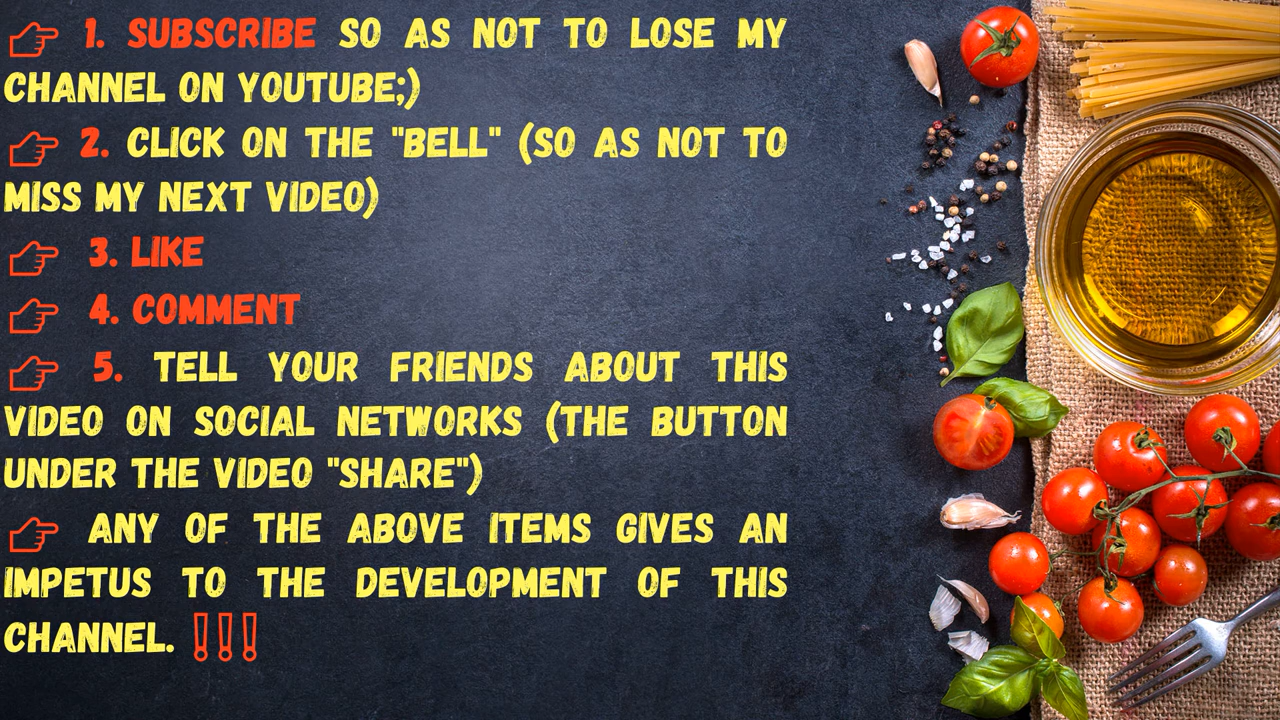 👉 1. SUBSCRIBE SO AS NOT TO LOSE MY
CHANNEL ON YOUTUBE;)
👉 2. CLICK ON THE "BELL" (SO AS NOT TO
MISS MY NEXT VIDEO)
👉 3. LIKE
👉 4. COMMENT
👉 5. TELL YOUR FRIENDS ABOUT THIS
VIDEO ON SOCIAL NETWORKS (THE BUTTON
UNDER THE VIDEO "SHARE")
👉 ANY OF THE ABOVE ITEMS GIVES AN
IMPETUS TO THE DEVELOPMENT OF THIS
CHANNEL. !!!